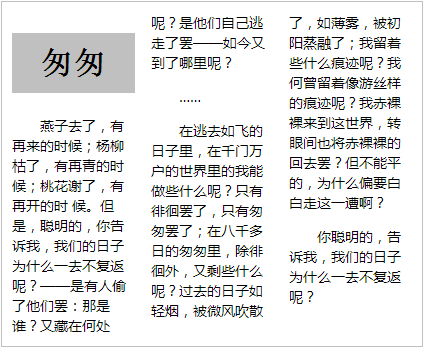 匆匆
燕子去了，有
再来的时候；杨柳
枯了，有再青的时
候；桃花谢了，有
再开的时 候。但
是，聪明的，你告
诉我，我们的日子
为什么一去不复返
呢？——是有人偷
了他们罢：那是
谁？又藏在何处
呢？是他们自己逃
走了罢——如今又
到了哪里呢？
……
在逃去如飞的
日子里，在千门万
户的世界里的我能
做些什么呢？只有
徘徊罢了，只有匆
匆罢了；在八千多
日的匆匆里，除徘
徊外，又剩些什么
呢？过去的日子如
轻烟，被微风吹散
了，如薄雾，被初
阳蒸融了；我留着
些什么痕迹呢？我
何曾留着像游丝样
的痕迹呢？我赤裸
裸来到这世界，转
眼间也将赤裸裸的
回去罢？但不能平
的，为什么偏要白
白走这一遭啊？
你聪明的，告
诉我，我们的日子
为什么一去不复返
呢？